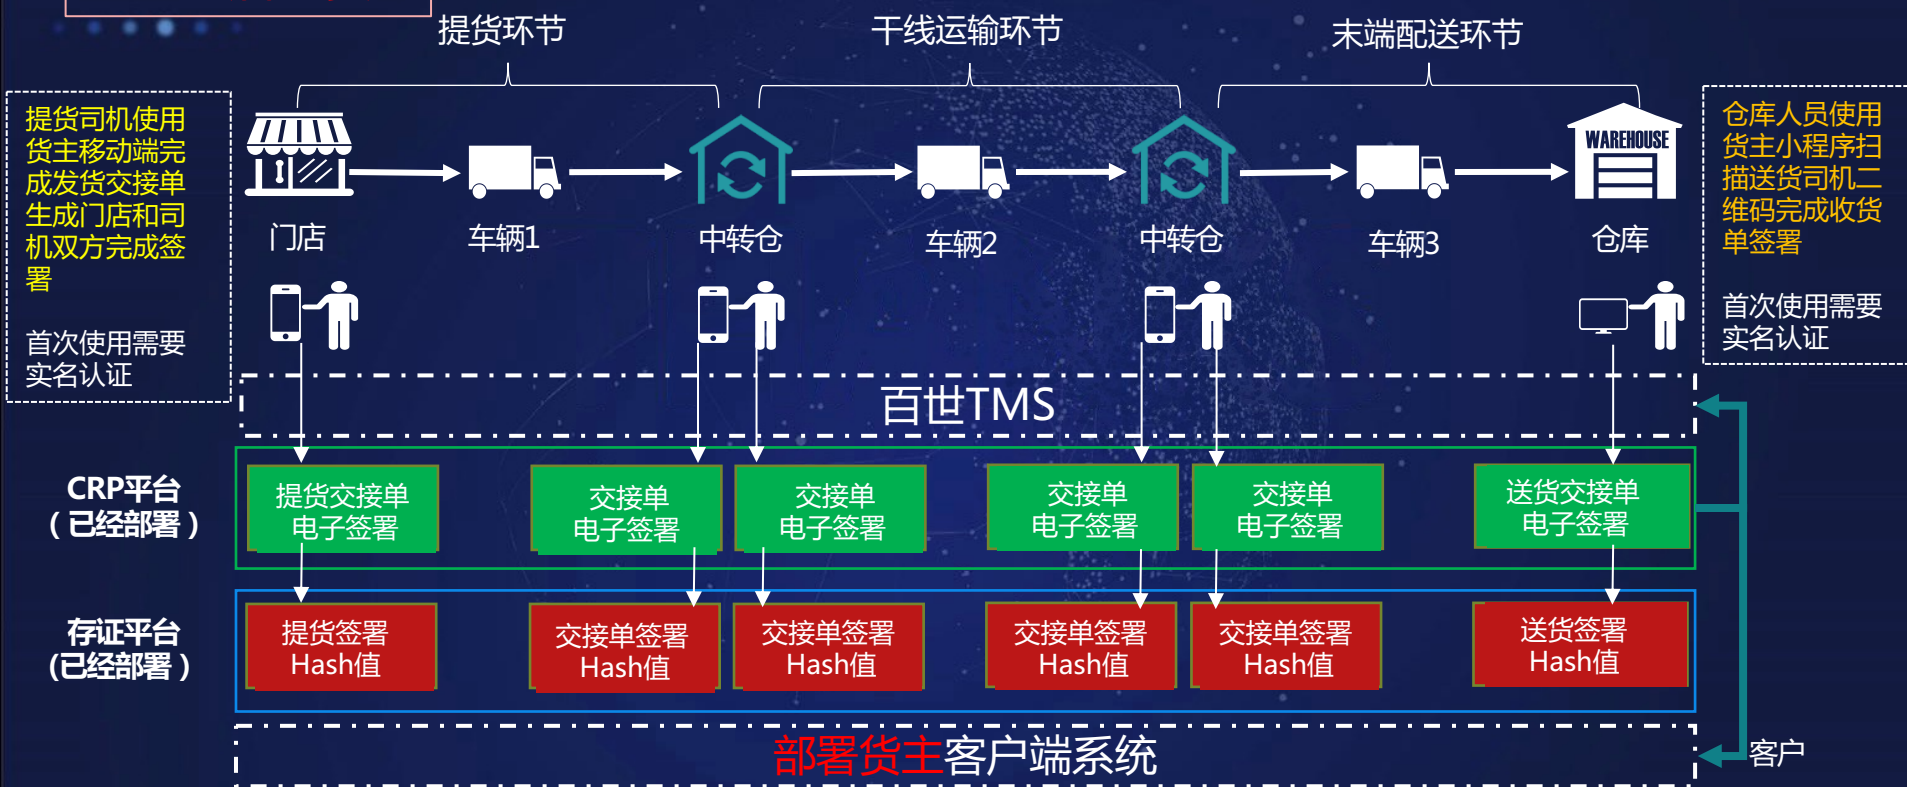 提货环节
干线运输环节
末端配送环节
提货司机使用
货主移动端完
成发货交接单
生成门店和司
机双方完成签
署
首次使用需要
实名认证
WAREHOUSE
门店
车辆1
中转仓
车辆2
中转仓
车辆3
仓库
仓库人员使用
货主小程序扫
描送货司机二
维码完成收货
单签署
首次使用需要
实名认证
百世TMS
CRP平台
（已经部署）
提货交接单
电子签署
交接单
电子签署
交接单
电子签署
交接单
电子签署
交接单
电子签署
送货交接单
电子签署
存证平台
(已经部署）
提货签署
Hash值
交接单签署
Hash值
交接单签署
Hash值
交接单签署
Hash值
交接单签署
Hash值
送货签署
Hash值
部署货主客户端系统
客户